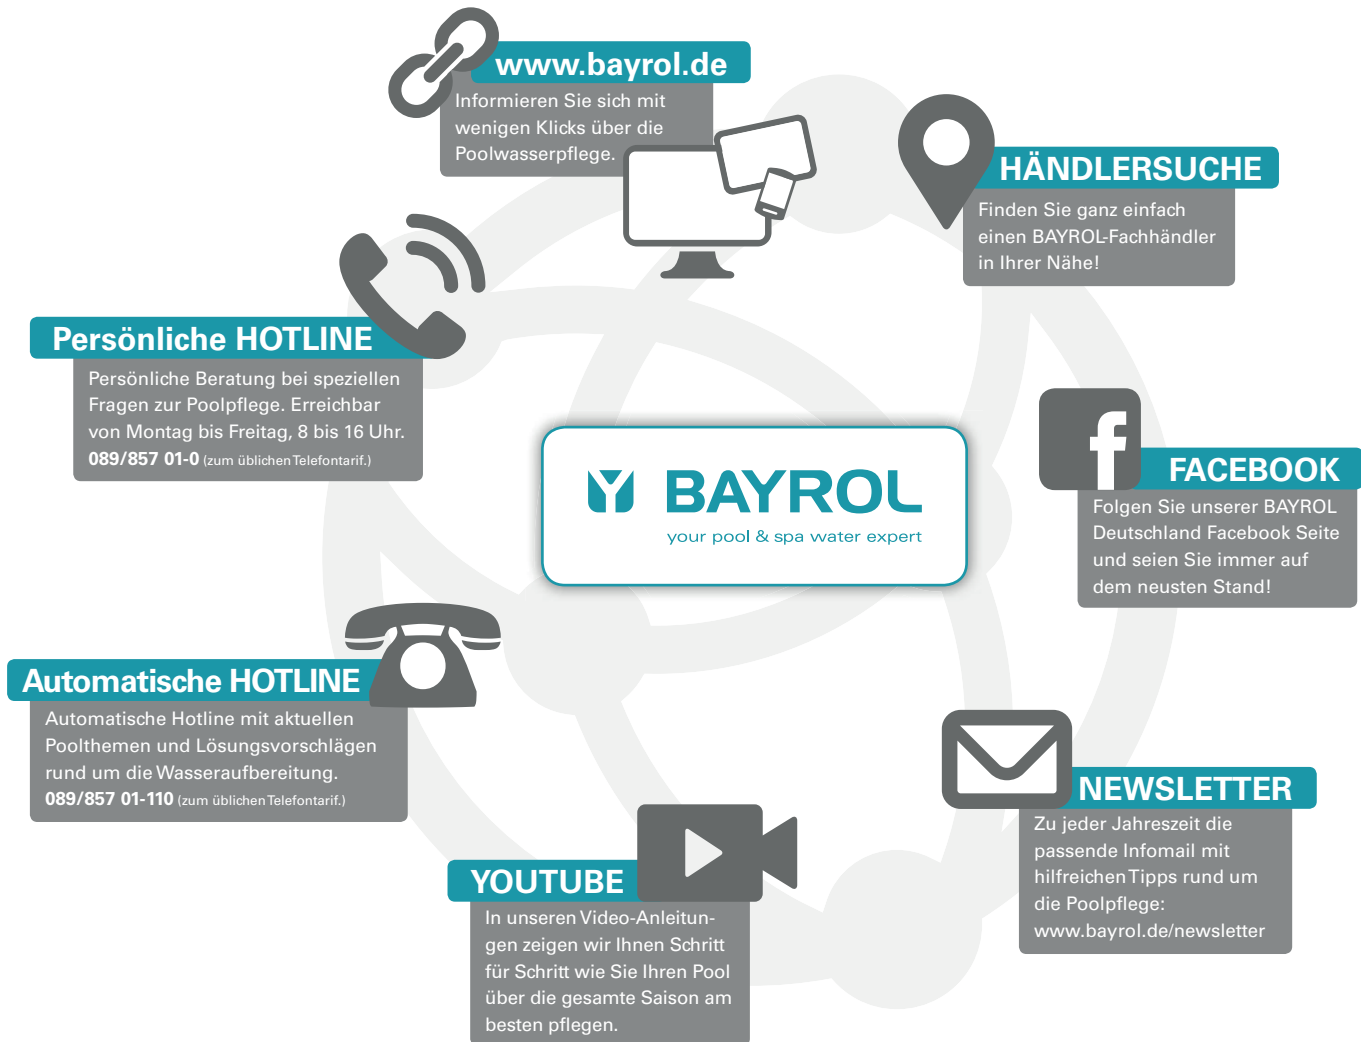 www.bayrol.de
Informieren Sie sich mit
wenigen Klicks über die
Poolwasserpflege.
HÄNDLERSUCHE
Finden Sie ganz einfach
einen BAYROL-Fachhändler
in Ihrer Nähe!
Persönliche HOTLINE
Persönliche Beratung bei speziellen
Fragen zur Poolpflege. Erreichbar
von Montag bis Freitag, 8 bis 16 Uhr.
089/857 01-0 (zum üblichen Telefontarif.)
BAYROL
your pool & spa water expert
FACEBOOK
Folgen Sie unserer BAYROL
Deutschland Facebook Seite
und seien Sie immer auf
dem neusten Stand!
Automatische HOTLINE
Automatische Hotline mit aktuellen
Poolthemen und Lösungsvorschlägen
rund um die Wasseraufbereitung.
089/857 01-110 (zum üblichen Telefontarif.)
NEWSLETTER
Zu jeder Jahreszeit die
passende Infomail mit
hilfreichen Tipps rund um
die Poolpflege:
www.bayrol.de/newsletter
YOUTUBE
In unseren Video-Anleitun-
gen zeigen wir Ihnen Schritt
für Schritt wie Sie Ihren Pool
über die gesamte Saison am
besten pflegen.